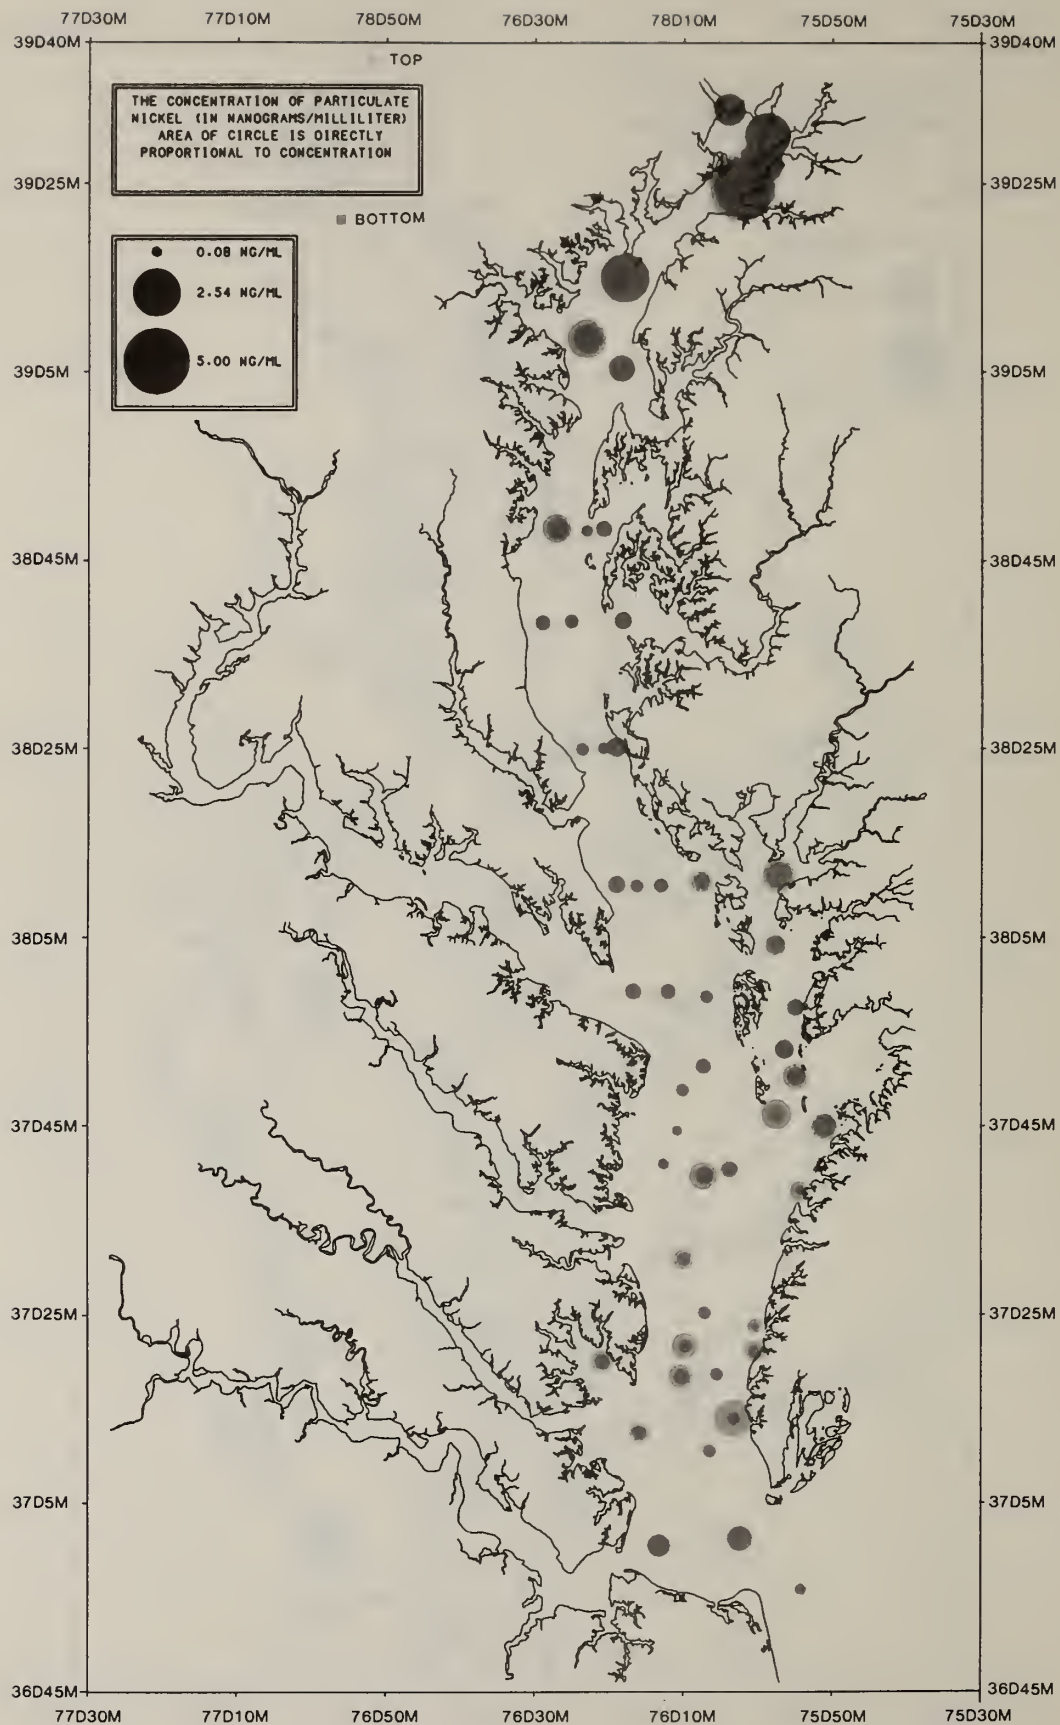 77D30M 77D10M 78D50M 76D30M 78D10M 75D50M 75D30M
39D40M 39D40M
TOP
THE CONCENTRATION OF PARTICULATE
NICKEL (IN NANOGRAMS/MILLILITER)
AREA OF CIRCLE IS DIRECTLY
PROPORTIONAL TO CONCENTRATION
39D25M 39D25M
BOTTOM
0.08 NG/ML
2.54 NG/ML
5.00 NG/ML
39D5M 39D5M
38D45M 38D45M
38D25M 38D25M
38D5M 38D5M
37D45M 37D45M
37D25M 37D25M
37D5M 37D5M
36D45M 36D45M
77D30M 77D10M 76D50M 76D30M 76D10M 75D50M 75D30M